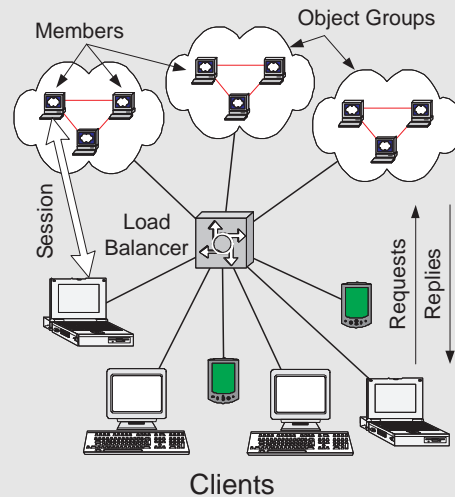 Members
Object Groups
Session
Load
Balancer
Requests
Replies
Clients